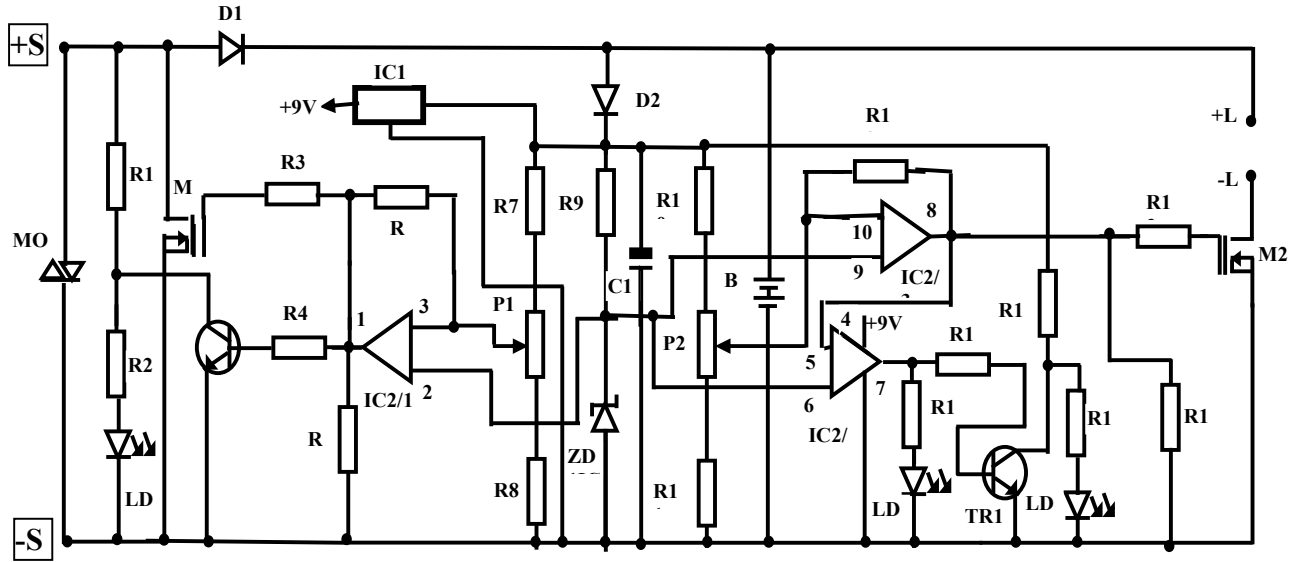 D1
+S
IC1
+9V
D2
R1
+L
R1
R3
M
R
R7
R9
R1
8
-L
R1
10
MO
9
IC2/
M2
C1
B
P1
3
1
R4
4
+9V
R1
P2
R1
R2
5
2
IC2/1
7
R1
R1
R1
6
IC2/
R
ZD
LD
R8
R1
LD
TR1
LD
-S